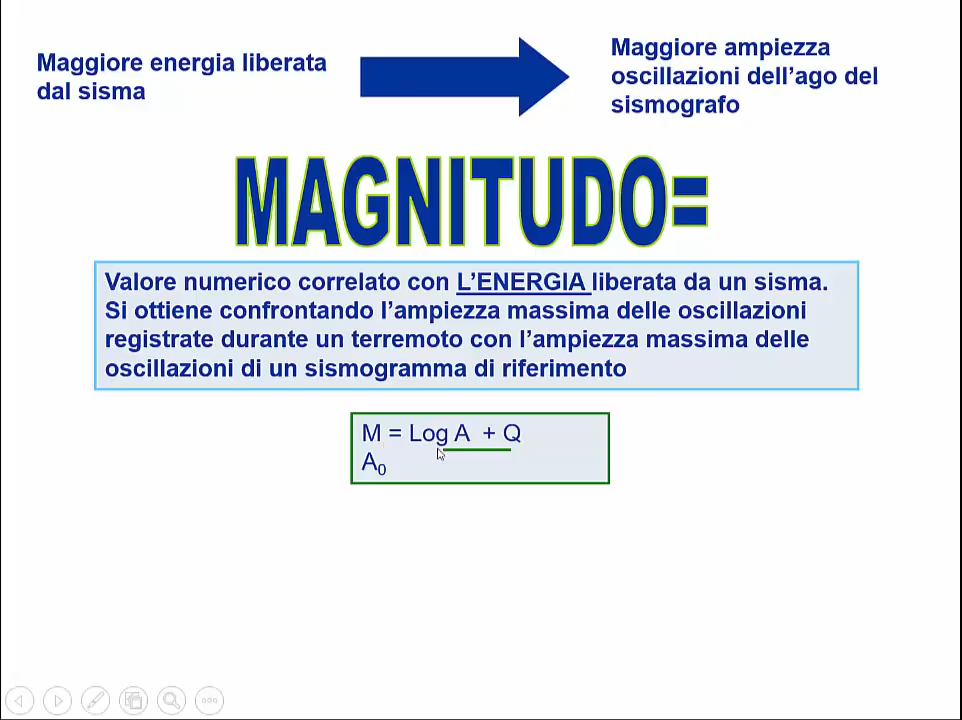 Maggiore energia liberata
dal sisma
Maggiore ampiezza
oscillazioni dell’ago del
sismografo
MAGNITUDO=
Valore numerico correlato con L’ENERGIA liberata da un sisma.
Si ottiene confrontando l’ampiezza massima delle oscillazioni
registrate durante un terremoto con l’ampiezza massima delle
oscillazioni di un sismogramma di riferimento
M = Log A + Q
A₀